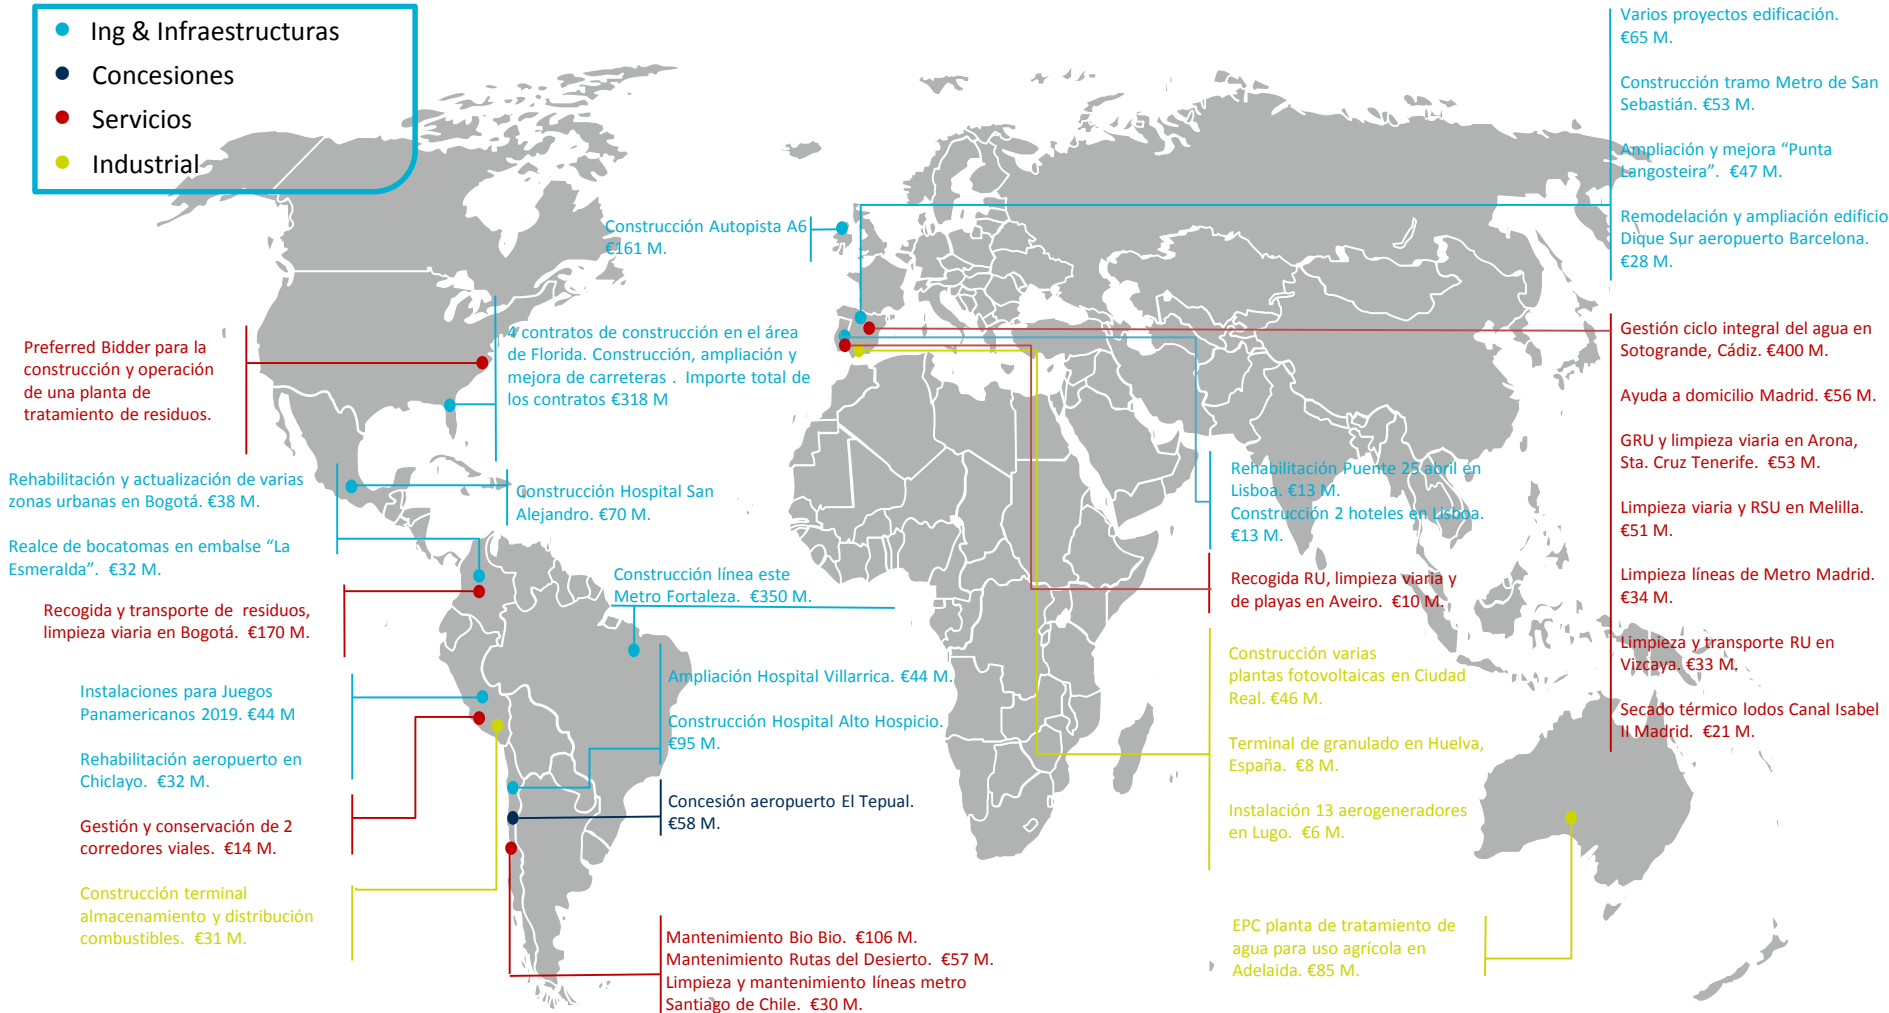 Ing & Infraestructuras
Concesiones
Servicios
Industrial
Preferred Bidder para la
construcción y operación
de una planta de
tratamiento de residuos.
Rehabilitación y actualización de varias
zonas urbanas en Bogotá. €38 M.
Realce de bocatomas en embalse “La
Esmeralda”. €32 M.
Recogida y transporte de residuos,
limpieza viaria en Bogotá. €170 M.
Instalaciones para Juegos
Panamericanos 2019. €44 M
Rehabilitación aeropuerto en
Chiclayo. €32 M.
Gestión y conservación de 2
corredores viales. €14 M.
Construcción terminal
almacenamiento y distribución
combustibles. €31 M.
Construcción Autopista A6
€161 M.
4 contratos de construcción en el área
de Florida. Construcción, ampliación y
mejora de carreteras . Importe total de
los contratos €318 M
Construcción Hospital San
Alejandro. €70 M.
Construcción línea este
Metro Fortaleza. €350 M.
Ampliación Hospital Villarrica. €44 M.
Construcción Hospital Alto Hospicio.
€95 M.
Concesión aeropuerto El Tepual.
€58 M.
Mantenimiento Bio Bio. €106 M.
Mantenimiento Rutas del Desierto. €57 M.
Limpieza y mantenimiento líneas metro
Santiago de Chile. €30 M.
Rehabilitación Puente 25 abril en
Lisboa. €13 M.
Construcción 2 hoteles en Lisboa.
€13 M.
Recogida RU, limpieza viaria y
de playas en Aveiro. €10 M.
Construcción varias
plantas fotovoltaicas en Ciudad
Real. €46 M.
Terminal de granulado en Huelva,
España. €8 M.
Instalación 13 aerogeneradores
en Lugo. €6 M.
EPC planta de tratamiento de
agua para uso agrícola en
Adelaida. €85 M.
Varios proyectos edificación.
€65 M.
Construcción tramo Metro de San
Sebastián. €53 M.
Ampliación y mejora “Punta
Langosteira”. €47 M.
Remodelación y ampliación edificio
Dique Sur aeropuerto Barcelona.
€28 M.
Gestión ciclo integral del agua en
Sotogrande, Cádiz. €400 M.
Ayuda a domicilio Madrid. €56 M.
GRU y limpieza viaria en Arona,
Sta. Cruz Tenerife. €53 M.
Limpieza viaria y RSU en Melilla.
€51 M.
Limpieza líneas de Metro Madrid.
€34 M.
Limpieza y transporte RU en
Vizcaya. €33 M.
Secado térmico lodos Canal Isabel
II Madrid. €21 M.